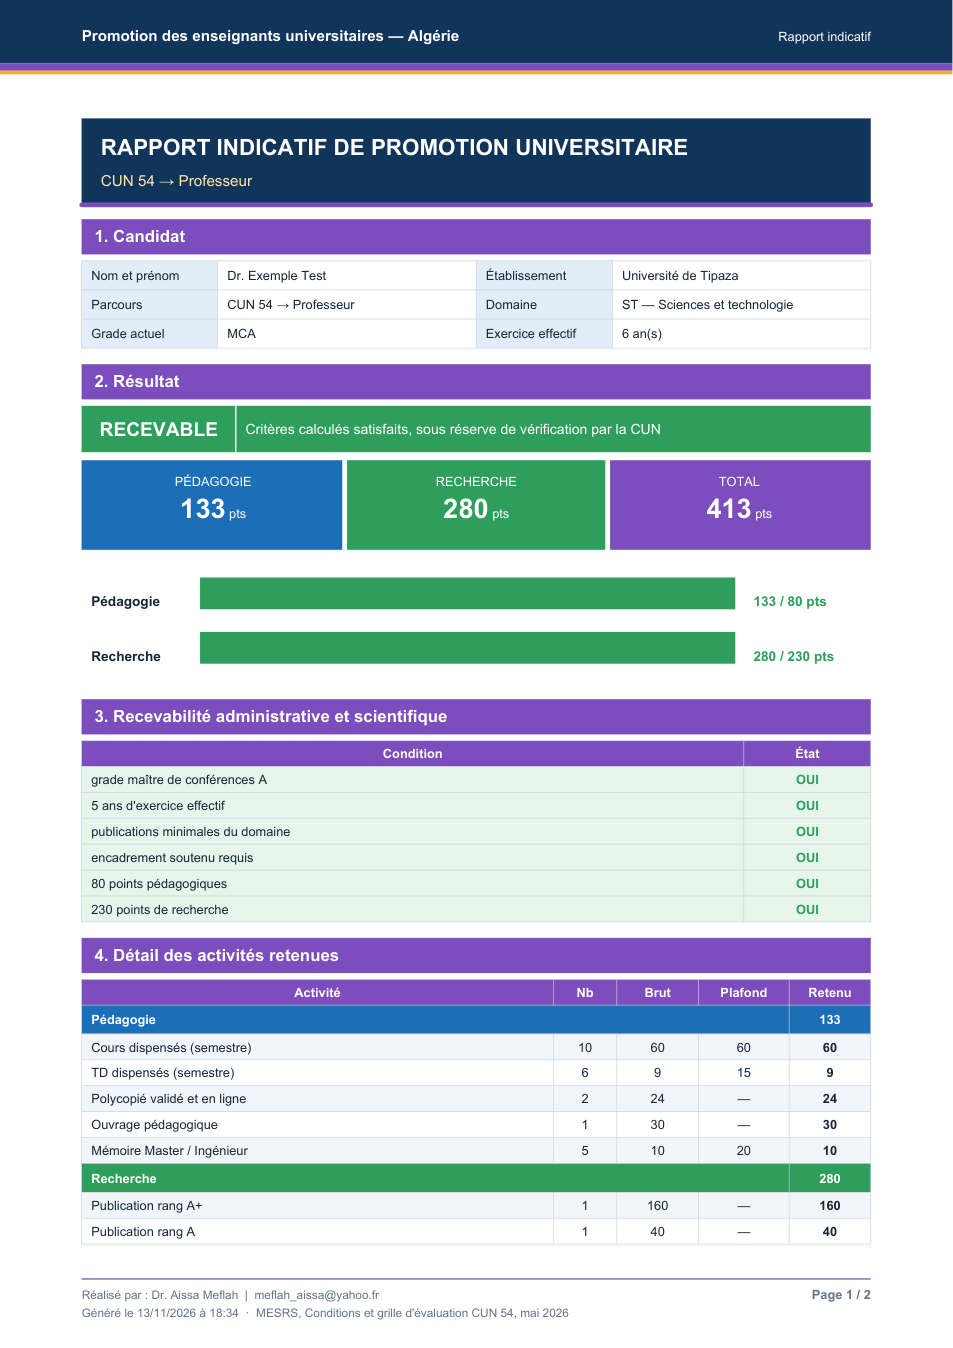 Promotion des enseignants universitaires — Algérie Rapport indicatif
RAPPORT INDICATIF DE PROMOTION UNIVERSITAIRE
CUN 54 → Professeur
1. Candidat
Nom et prénom Dr. Exemple Test Établissement Université de Tipaza
Parcours CUN 54 → Professeur Domaine ST — Sciences et technologie
Grade actuel MCA Exercice effectif 6 an(s)
2. Résultat
RECEVABLE Critères calculés satisfaits, sous réserve de vérification par la CUN
PÉDAGOGIE RECHERCHE TOTAL
133 pts 280 pts 413 pts
Pédagogie 133 / 80 pts
Recherche 280 / 230 pts
3. Recevabilité administrative et scientifique
Condition État
grade maître de conférences A OUI
5 ans d'exercice effectif OUI
publications minimales du domaine OUI
encadrement soutenu requis OUI
80 points pédagogiques OUI
230 points de recherche OUI
4. Détail des activités retenues
Activité Nb Brut Plafond Retenu
Pédagogie 133
Cours dispensés (semestre) 10 60 60 60
TD dispensés (semestre) 6 9 15 9
Polycopié validé et en ligne 2 24 — 24
Ouvrage pédagogique 1 30 — 30
Mémoire Master / Ingénieur 5 10 20 10
Recherche 280
Publication rang A+ 1 160 — 160
Publication rang A 1 40 — 40
Réalisé par : Dr. Aissa Meflah | meflah_aissa@yahoo.fr Page 1 / 2
Généré le 13/11/2026 à 18:34 · MESRS, Conditions et grille d'évaluation CUN 54, mai 2026